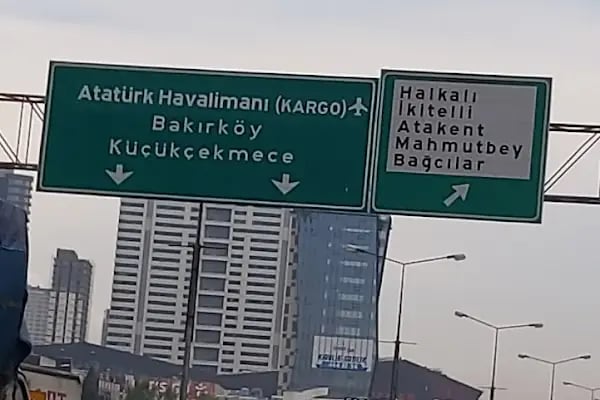 Atatürk Havalimanı (KARGO)
Bakırköy
Küçükçekmece
Halkalı
İkitelli
Atakent
Mahmutbey
Bağcılar